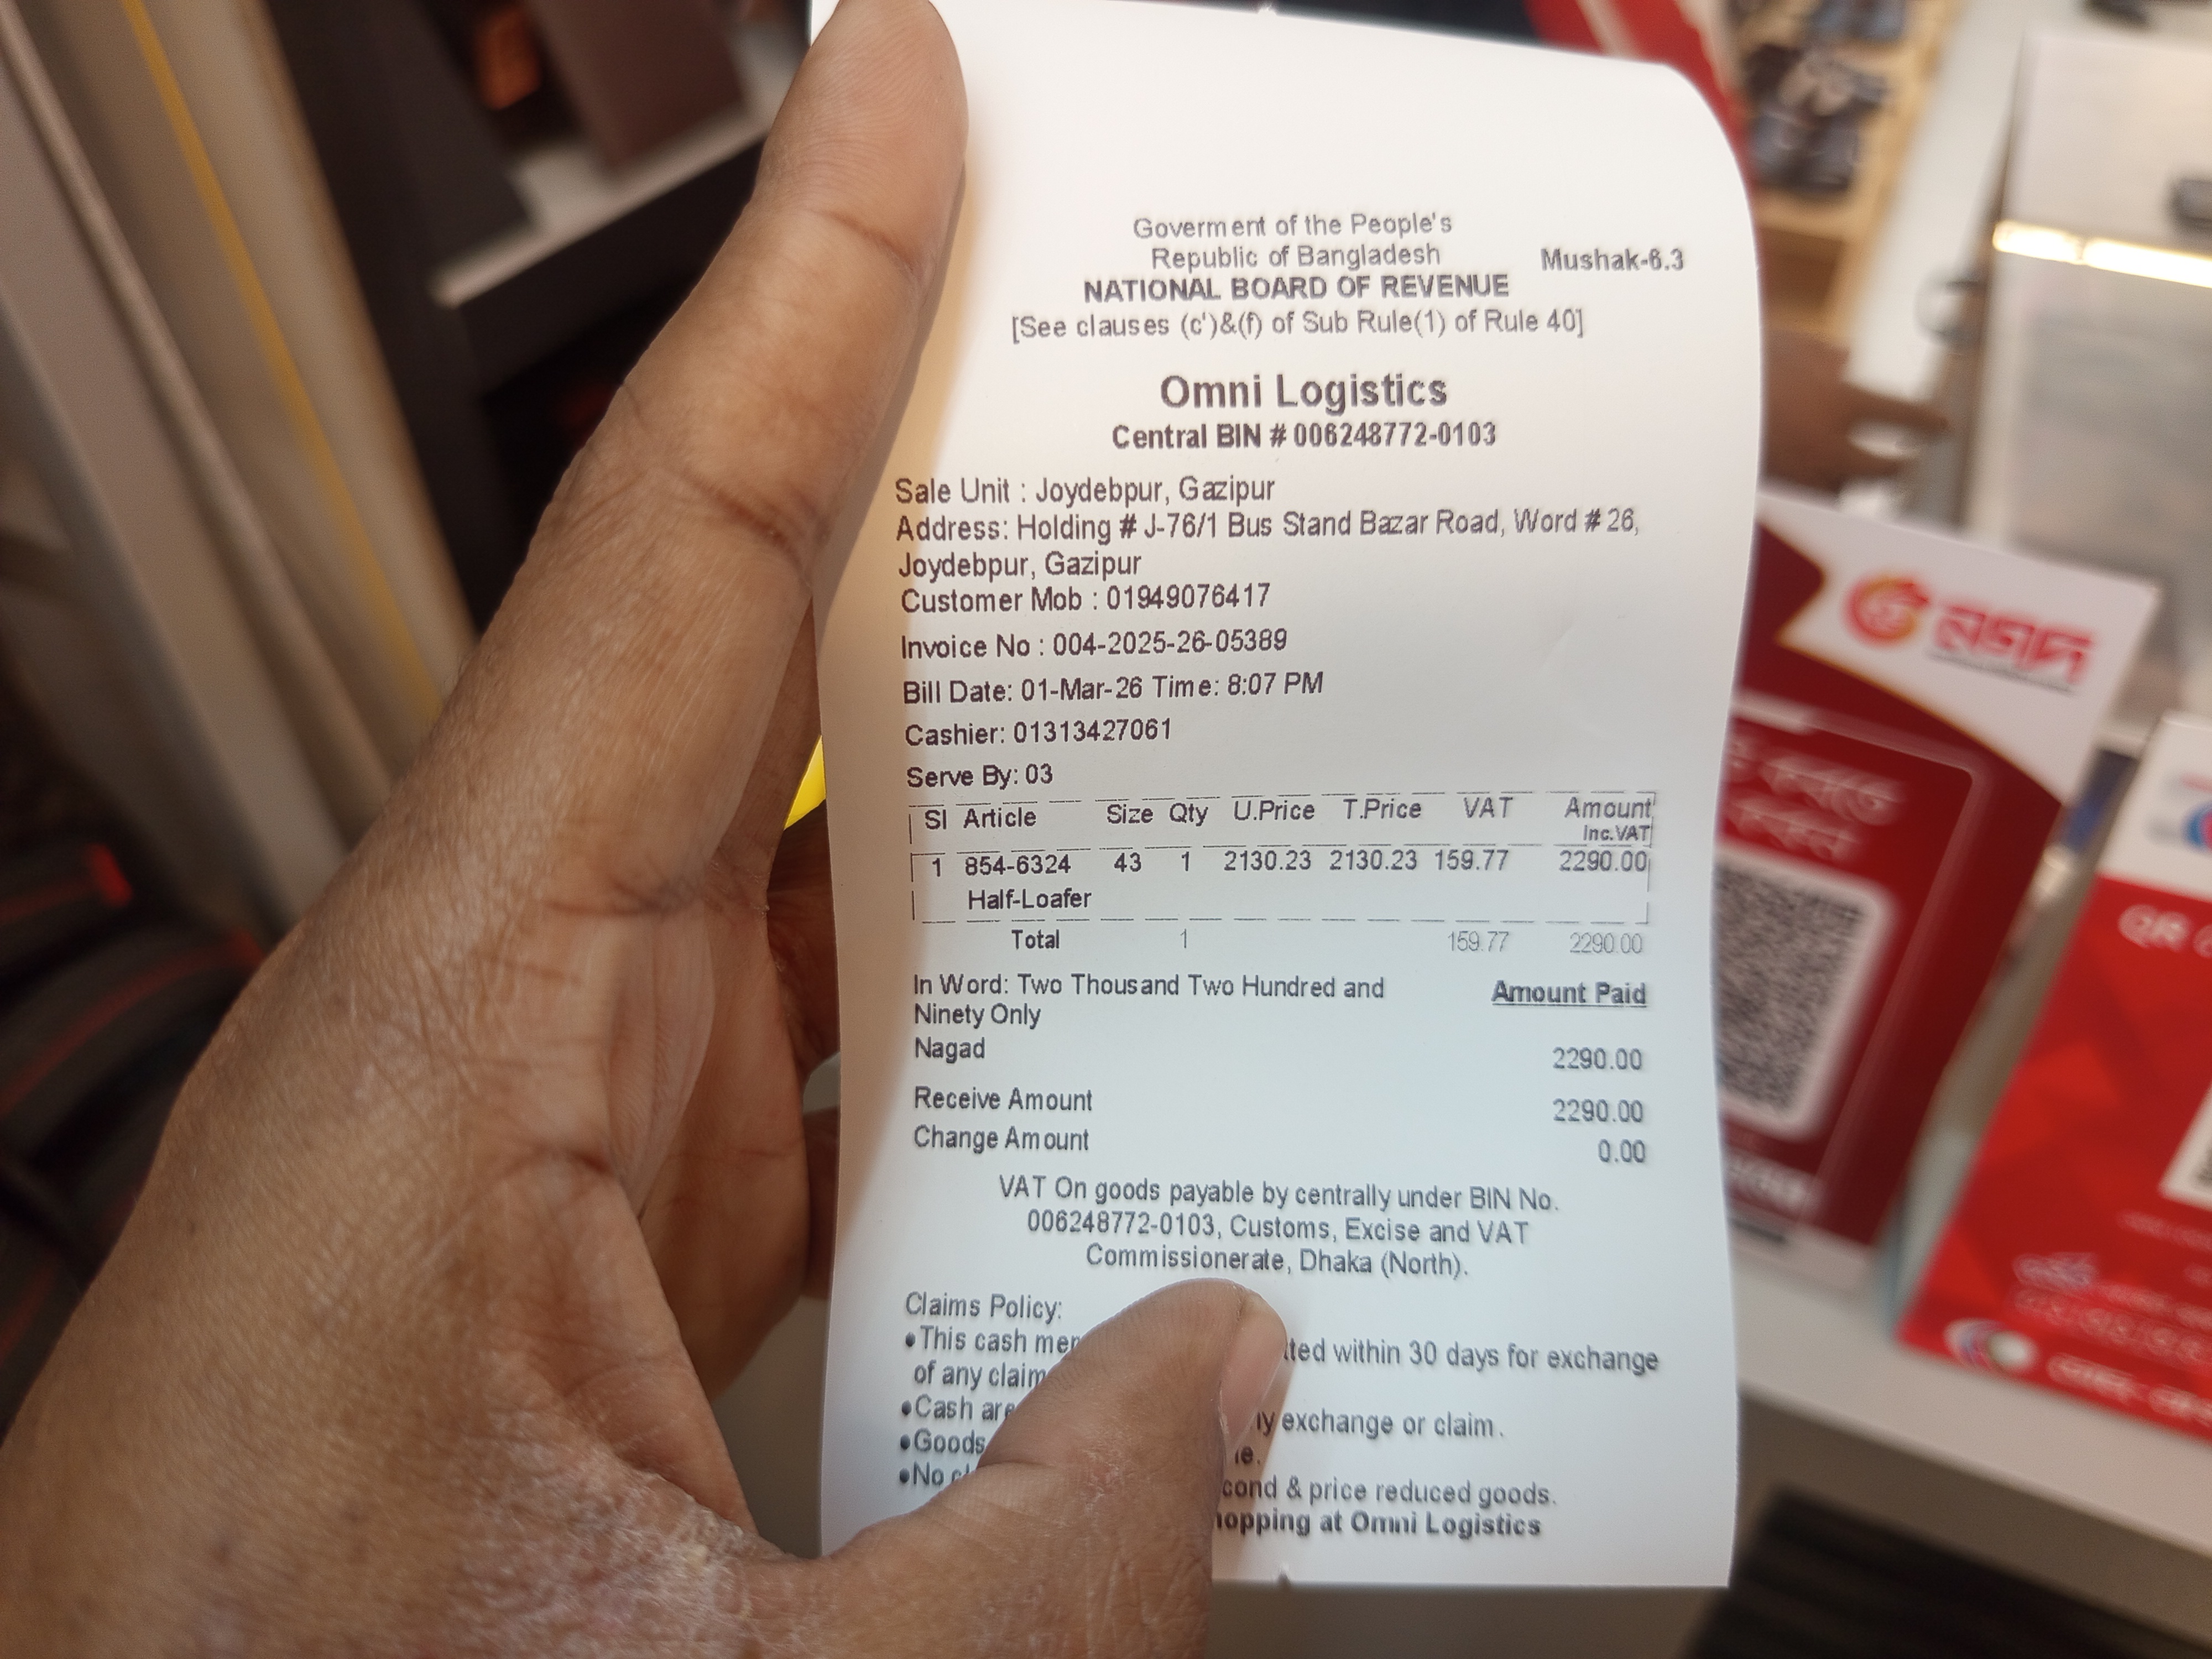 Goverment of the People's
Republic of Bangladesh
Mushak-6.3
NATIONAL BOARD OF REVENUE
[See clauses (c')&(f) of Sub Rule(1) of Rule 40]
Omni Logistics
Central BIN # 006248772-0103
Sale Unit : Joydebpur, Gazipur
Address: Holding # J-76/1 Bus Stand Bazar Road, Word # 26,
Joydebpur, Gazipur
Customer Mob : 01949076417
Invoice No : 004-2025-26-05389
Bill Date: 01-Mar-26 Time: 8:07 PM
Cashier: 01313427061
Serve By: 03
Sl Article Size Qty U.Price T.Price VAT Amount
Inc.VAT
1 854-6324 43 1 2130.23 2130.23 159.77 2290.00
Half-Loafer
Total 1 159.77 2290.00
In Word: Two Thousand Two Hundred and
Ninety Only
Amount Paid
Nagad 2290.00
Receive Amount 2290.00
Change Amount 0.00
VAT On goods payable by centrally under BIN No.
006248772-0103, Customs, Excise and VAT
Commissionerate, Dhaka (North).
Claims Policy:
•This cash within 30 days for exchange
of any
•Cash exchange or claim.
•Goods
•No & price reduced goods.
at Omni Logistics
নগদ
QR